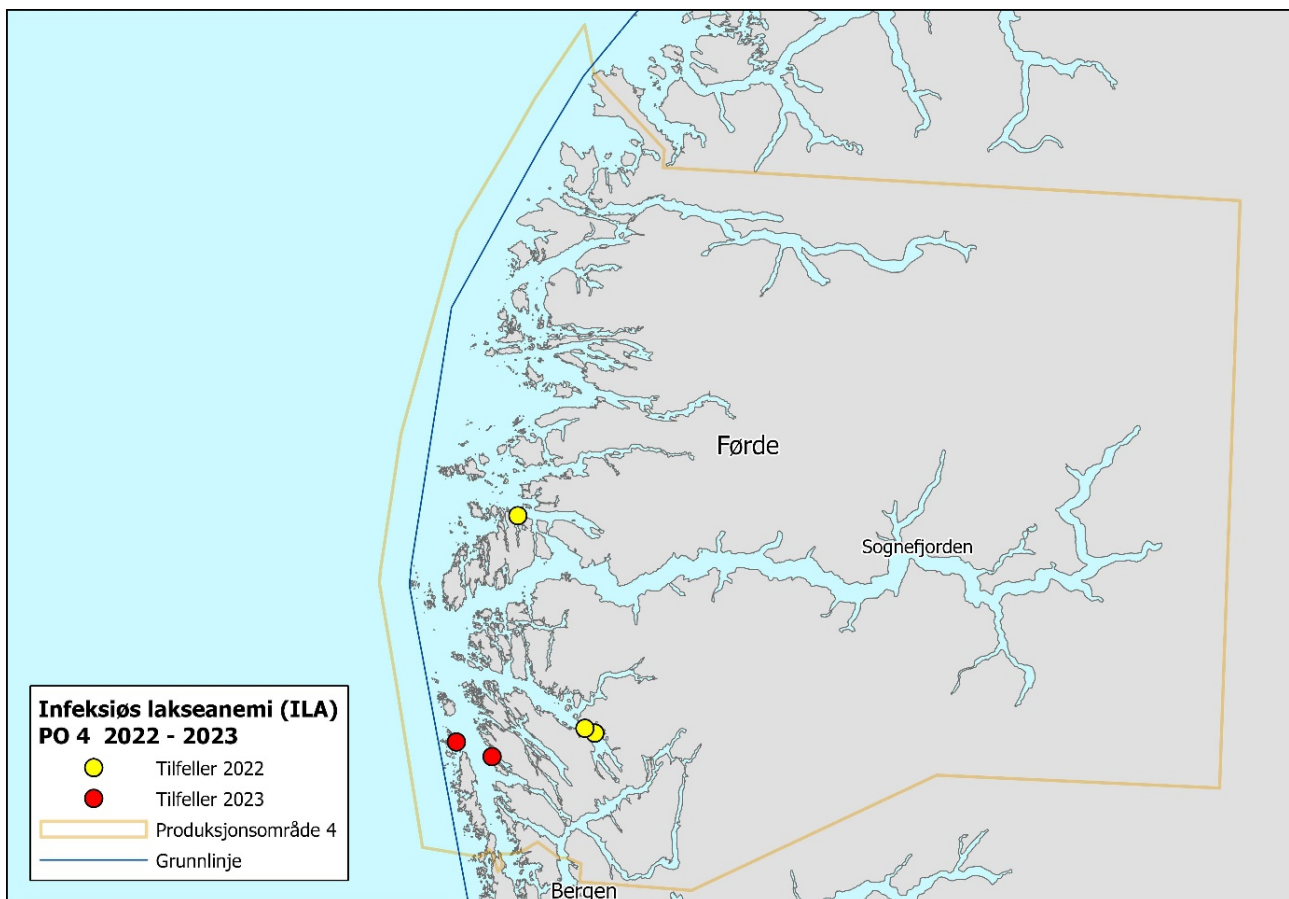 Førde
Sognefjorden
Infeksiøs lakseanemi (ILA)
PO 4 2022 - 2023
Tilfeller 2022
Tilfeller 2023
Produksjonsområde 4
Grunnlinje
Bergen